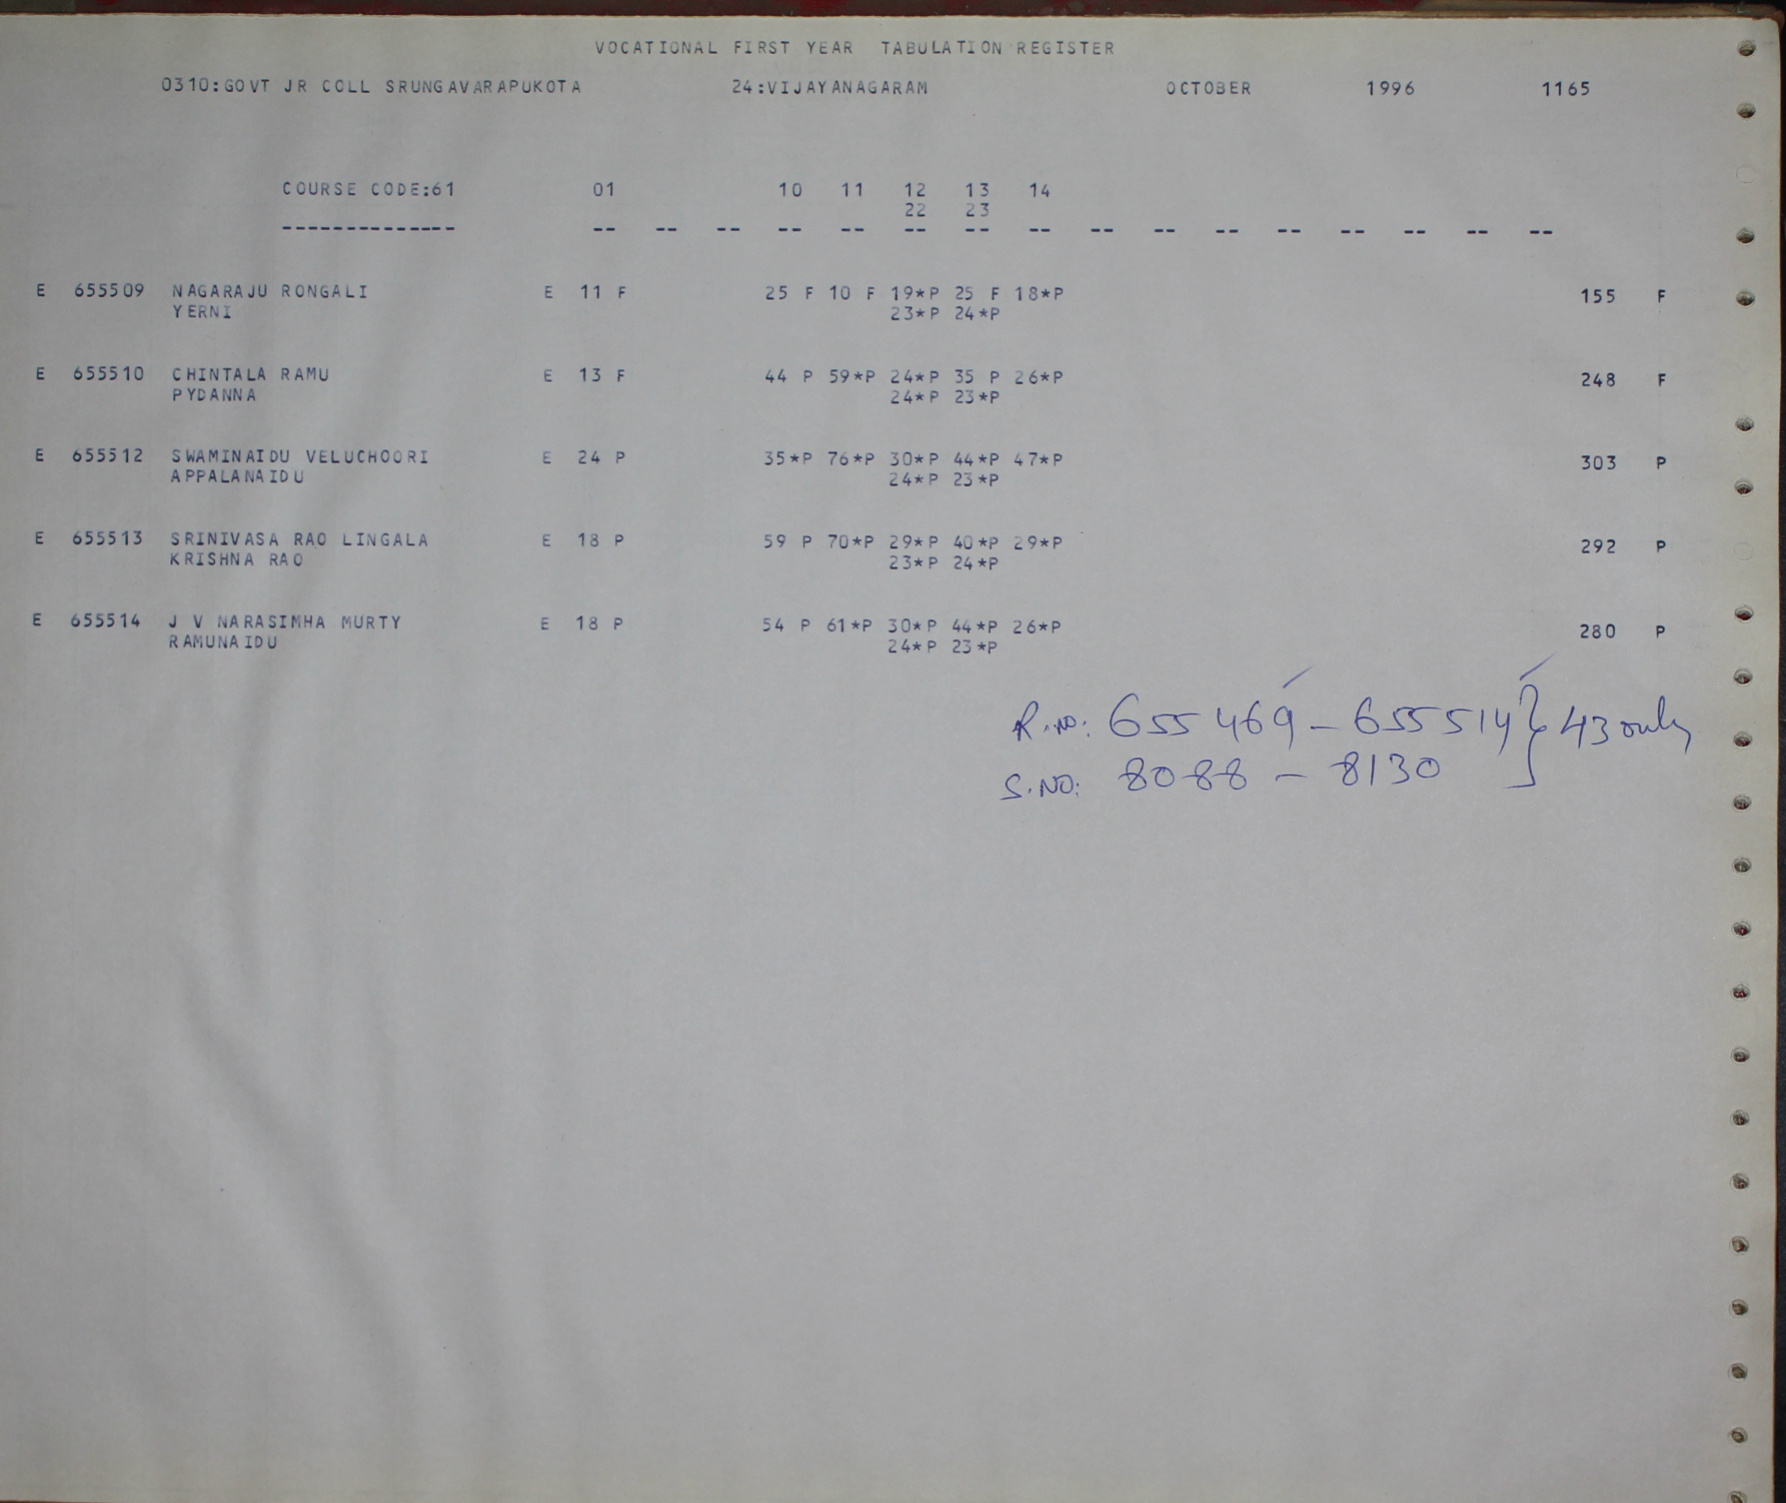 VOCATIONAL FIRST YEAR TABULATION REGISTER
0310:GOVT JR COLL SRUNGAVARAPUKOTA 24:VIJAYANAGARAM OCTOBER 1996 1165
COURSE CODE:61 01 10 11 12 13 14
22 23
-------------- -- -- -- -- -- -- -- -- -- -- -- -- -- -- -- --
E 655509 NAGARAJU RONGALI E 11 F 25 F 10 F 19*P 25 F 18*P 155 F
YERNI 23*P 24*P
E 655510 CHINTALA RAMU E 13 F 44 P 59*P 24*P 35 P 26*P 248 F
PYDANNA 24*P 23*P
E 655512 SWAMINAIDU VELUCHOORI E 24 P 35*P 76*P 30*P 44*P 47*P 303 P
APPALANAIDU 24*P 23*P
E 655513 SRINIVASA RAO LINGALA E 18 P 59 P 70*P 29*P 40*P 29*P 292 P
KRISHNA RAO 23*P 24*P
E 655514 J V NARASIMHA MURTY E 18 P 54 P 61*P 30*P 44*P 26*P 280 P
RAMUNAIDU 24*P 23*P
R.NO: 655469 - 655514 } 43 only
S.NO: 8088 - 8130